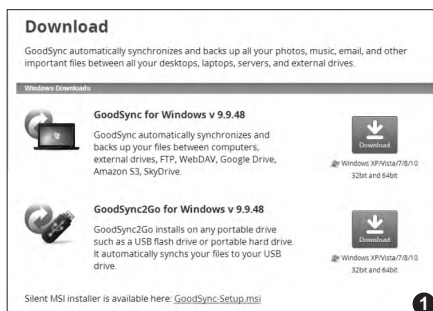 Download
GoodSync automatically synchronizes and backs up all your photos, music, email, and other
important files between all your desktops, laptops, servers, and external drives.
Windows Downloads
GoodSync for Windows v 9.9.48
GoodSync automatically synchronizes and
backs up your files between computers,
external drives, FTP, WebDAV, Google Drive,
Amazon S3, SkyDrive.
Download
Windows XP/Vista/7/8/10
32bit and 64bit
GoodSync2Go for Windows v 9.9.48
GoodSync2Go installs on any portable drive
such as a USB flash drive or portable hard drive.
It automatically synchs your files to your USB
drive.
Download
Windows XP/Vista/7/8/10
32bit and 64bit
Silent MSI installer is available here: GoodSync-Setup.msi
1